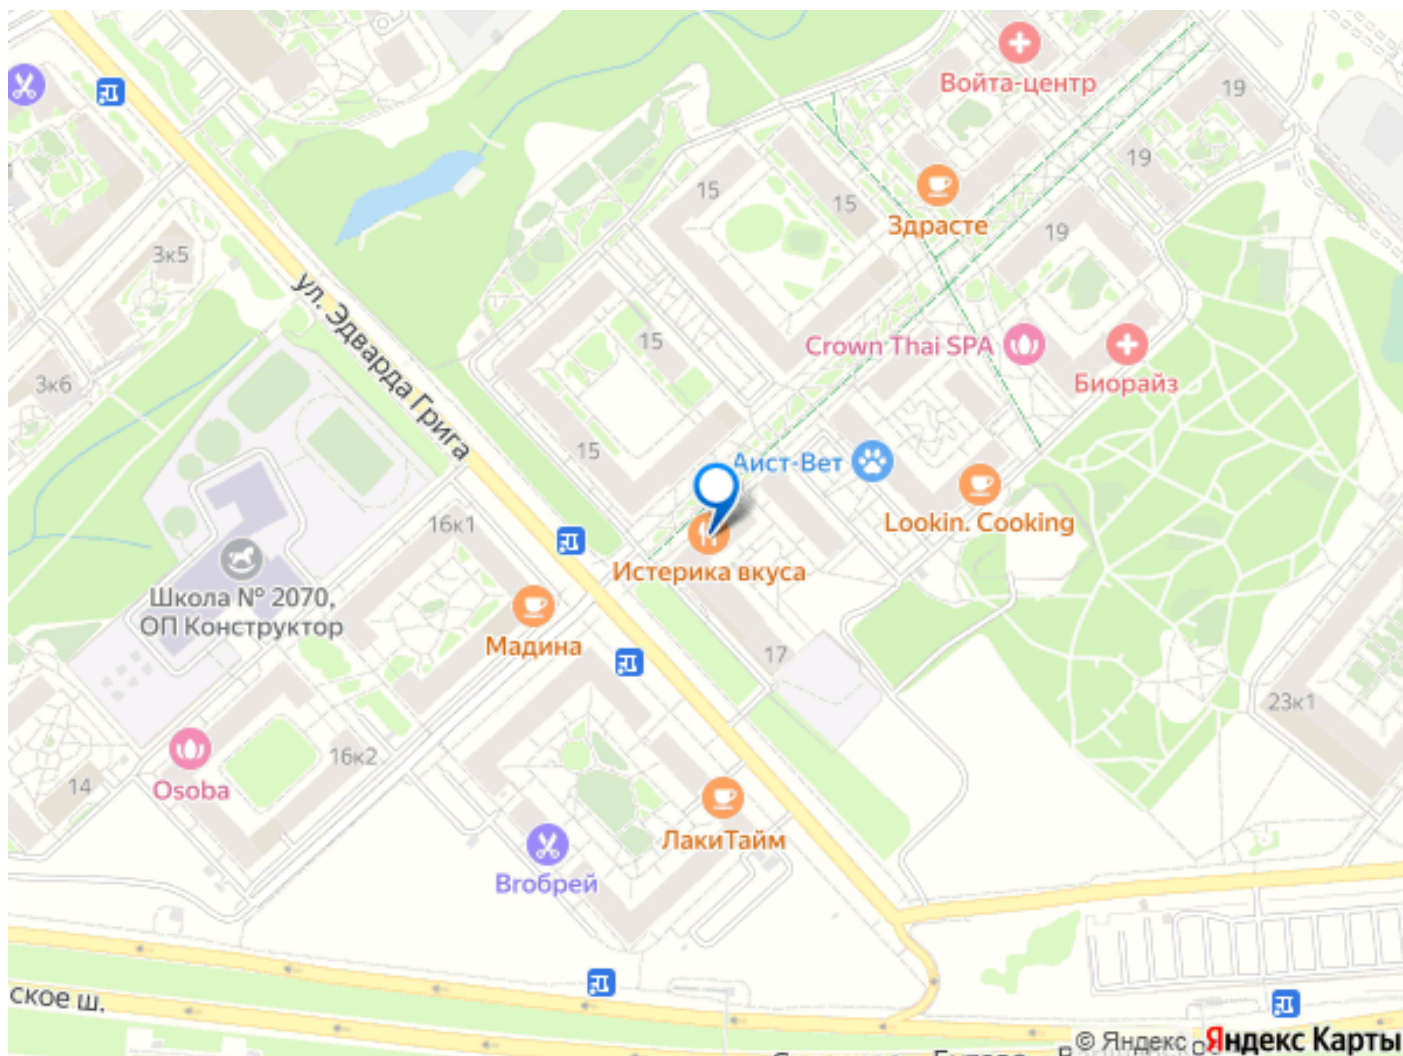 Войта-центр
19
19
15
15
Здрасте
19
3к5
ул. Эдварда Грига
15
Crown Thai SPA
Биорайз
3к6
15
Аист-Вет
16к1
Lookin. Cooking
Истерика вкуса
Школа № 2070,
ОП Конструктор
Мадина
17
23к1
16к2
14
Osoba
ЛакиТайм
Вгобрей
ское ш.
© Яндекс
Яндекс Карты